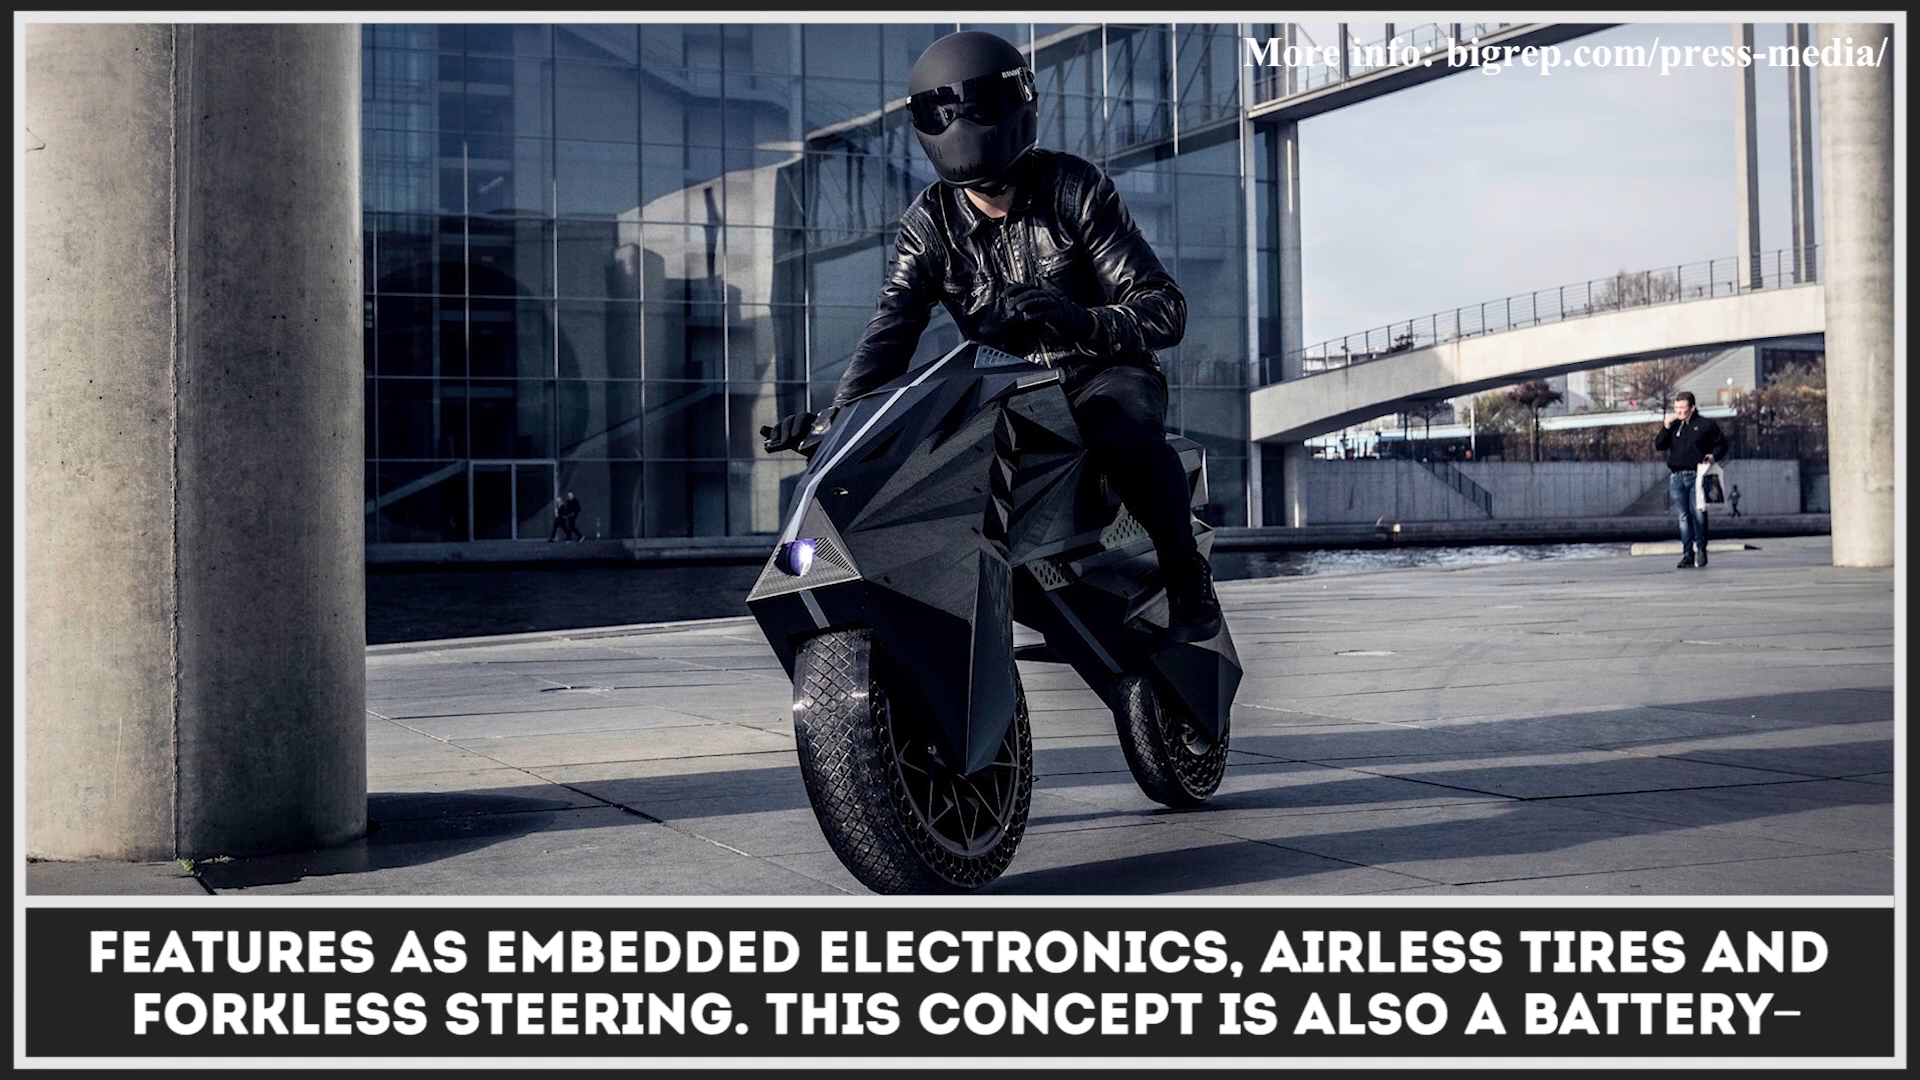 More info: bigrep.com/press-media/
FEATURES AS EMBEDDED ELECTRONICS, AIRLESS TIRES AND
FORKLESS STEERING. THIS CONCEPT IS ALSO A BATTERY–